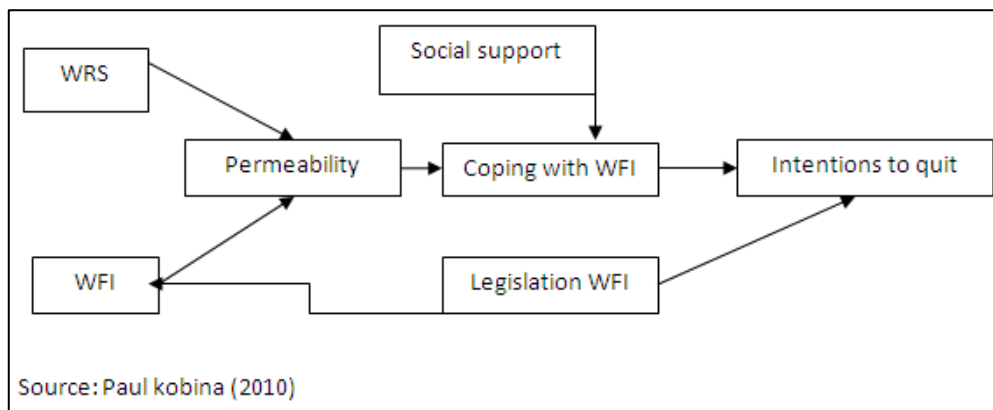 Social support
WRS
Permeability
Coping with WFI
Intentions to quit
WFI
Legislation WFI
Source: Paul kobina (2010)